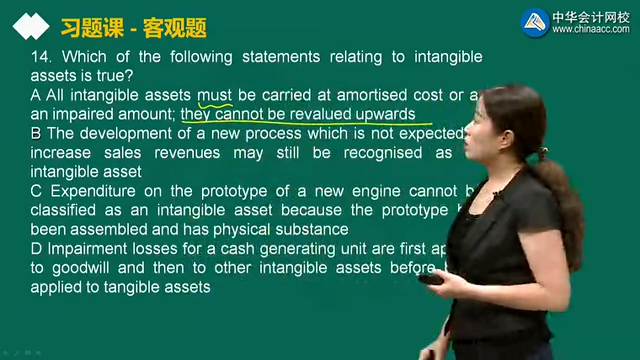 习题课 - 客观题
中华会计网校
www.chinaacc.com
14. Which of the following statements relating to intangible
assets is true?
A All intangible assets must be carried at amortised cost or
an impaired amount; they cannot be revalued upwards
B The development of a new process which is not expected
increase sales revenues may still be recognised as
intangible asset
C Expenditure on the prototype of a new engine cannot
classified as an intangible asset because the prototype
been assembled and has physical substance
D Impairment losses for a cash generating unit are first
to goodwill and then to other intangible assets before
applied to tangible assets